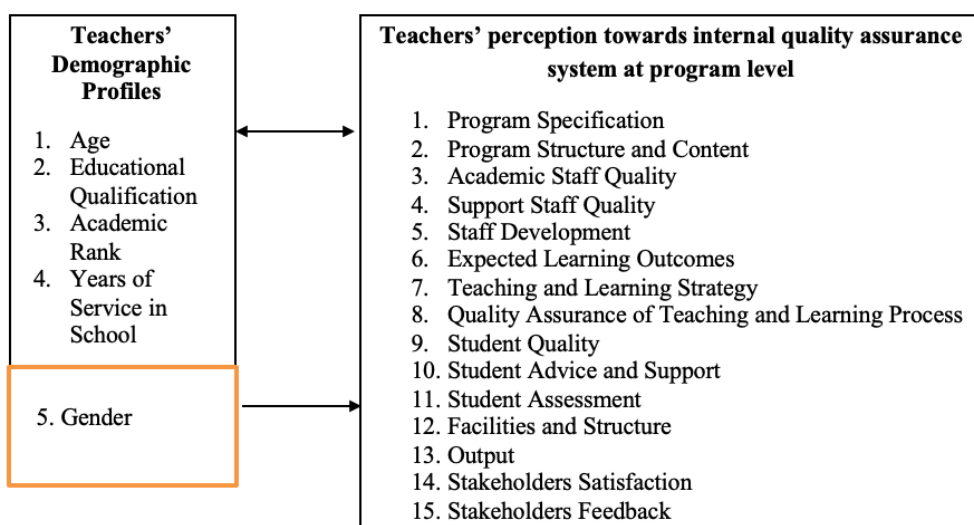 Teachers’
Demographic
Profiles
1. Age
2. Educational
Qualification
3. Academic
Rank
4. Years of
Service in
School
5. Gender
Teachers’ perception towards internal quality assurance
system at program level
1. Program Specification
2. Program Structure and Content
3. Academic Staff Quality
4. Support Staff Quality
5. Staff Development
6. Expected Learning Outcomes
7. Teaching and Learning Strategy
8. Quality Assurance of Teaching and Learning Process
9. Student Quality
10. Student Advice and Support
11. Student Assessment
12. Facilities and Structure
13. Output
14. Stakeholders Satisfaction
15. Stakeholders Feedback